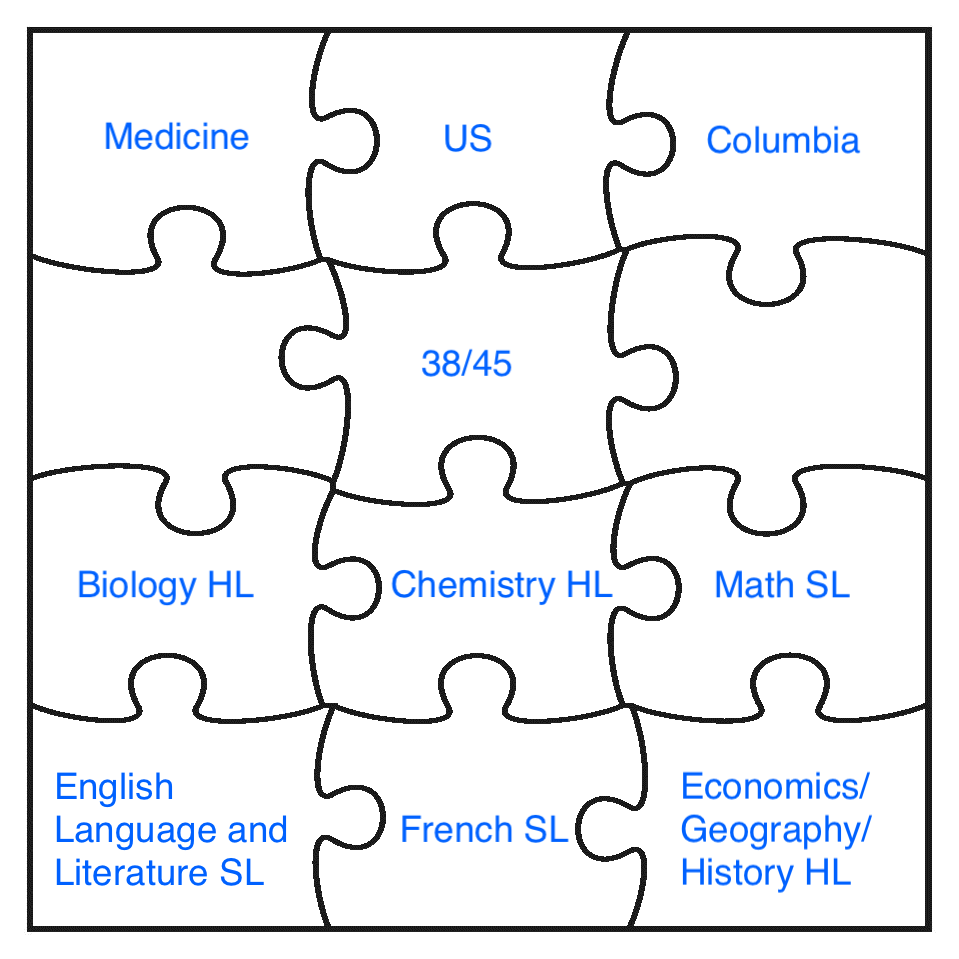 Medicine
US
Columbia
38/45
Biology HL
Chemistry HL
Math SL
English
Language and
Literature SL
French SL
Economics/
Geography/
History HL